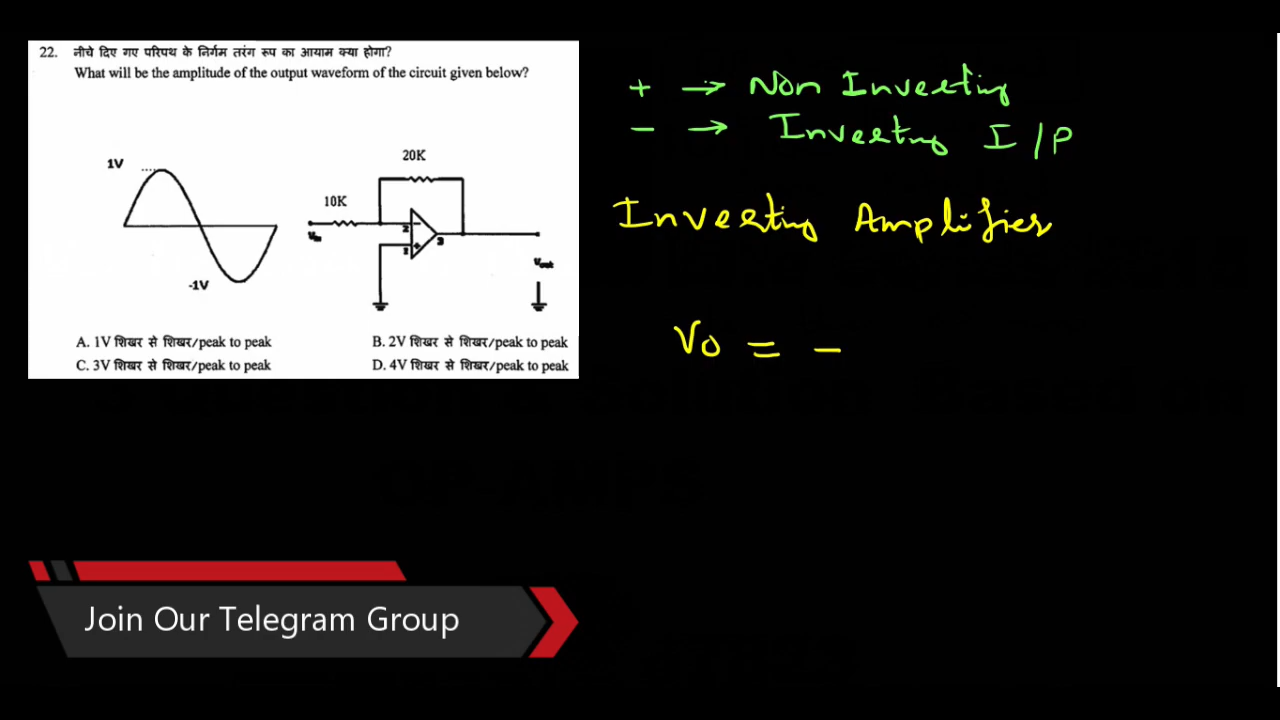 22. नीचे दिए गए परिपथ के निर्गम तरंग रूप का आयाम क्या होगा?
What will be the amplitude of the output waveform of the circuit given below?
1V
-1V
20K
10K
Vin
2
1
3
Vout
A. 1V शिखर से शिखर/peak to peak
B. 2V शिखर से शिखर/peak to peak
C. 3V शिखर से शिखर/peak to peak
D. 4V शिखर से शिखर/peak to peak
+ → Non Inverting
- → Inverting I/P
Inverting Amplifier
Vo = -
Join Our Telegram Group